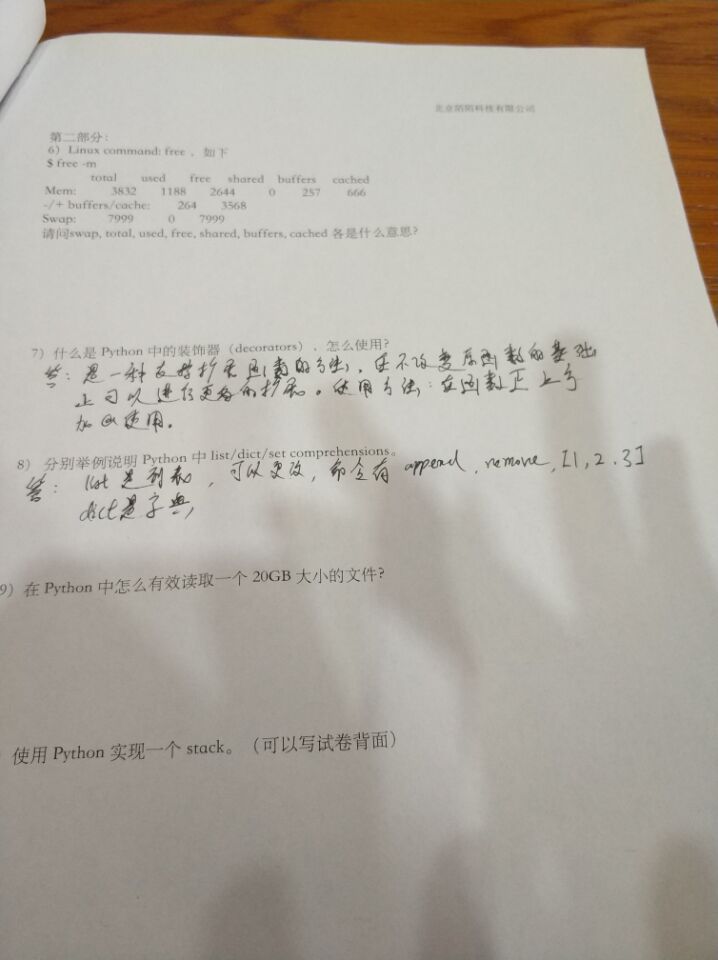 北京陌陌科技有限公司
第二部分:
6) Linux command: free ，如下
$ free -m
total used free shared buffers cached
Mem: 3832 1188 2644 0 257 666
-/+ buffers/cache: 264 3568
Swap: 7999 0 7999
请问swap, total, used, free, shared, buffers, cached 各是什么意思?
7) 什么是 Python 中的装饰器（decorators）、怎么使用?
答：是一种 扩展函数的方法，在不改变原函数的基础
上可以进行更好的扩展。使用方法：在函数正上方
加@使用。
8) 分别举例说明 Python 中 list/dict/set comprehensions。
答： list 是列表，可以更改，命令有 append, remove, [1, 2. 3]
dict是字典,
9) 在 Python 中怎么有效读取一个 20GB 大小的文件?
使用 Python 实现一个 stack。（可以写试卷背面）